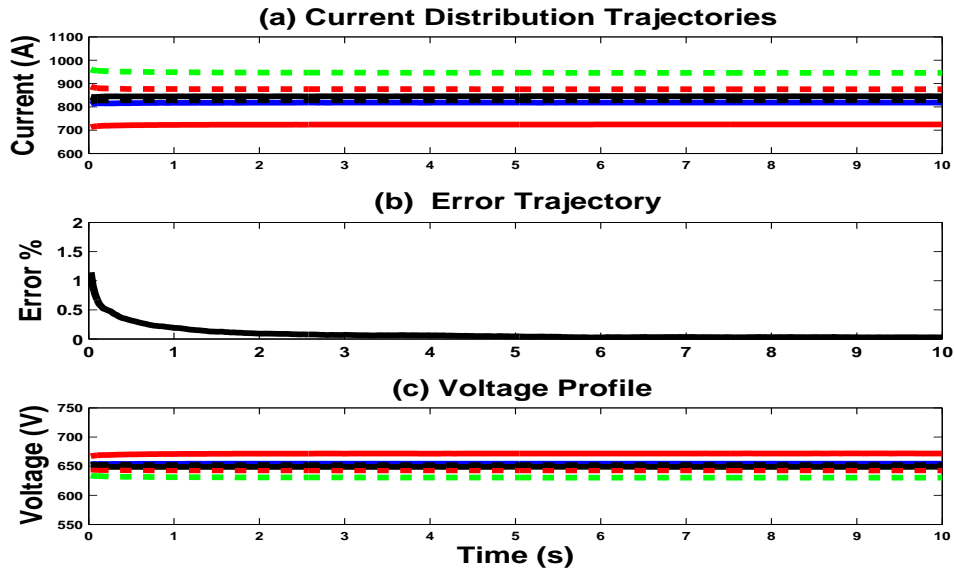 (a) Current Distribution Trajectories
Current (A)
1100
1000
900
800
700
600
0 1 2 3 4 5 6 7 8 9 10
(b) Error Trajectory
Error %
2
1.5
1
0.5
0
0 1 2 3 4 5 6 7 8 9 10
(c) Voltage Profile
Voltage (V)
750
700
650
600
550
0 1 2 3 4 5 6 7 8 9 10
Time (s)